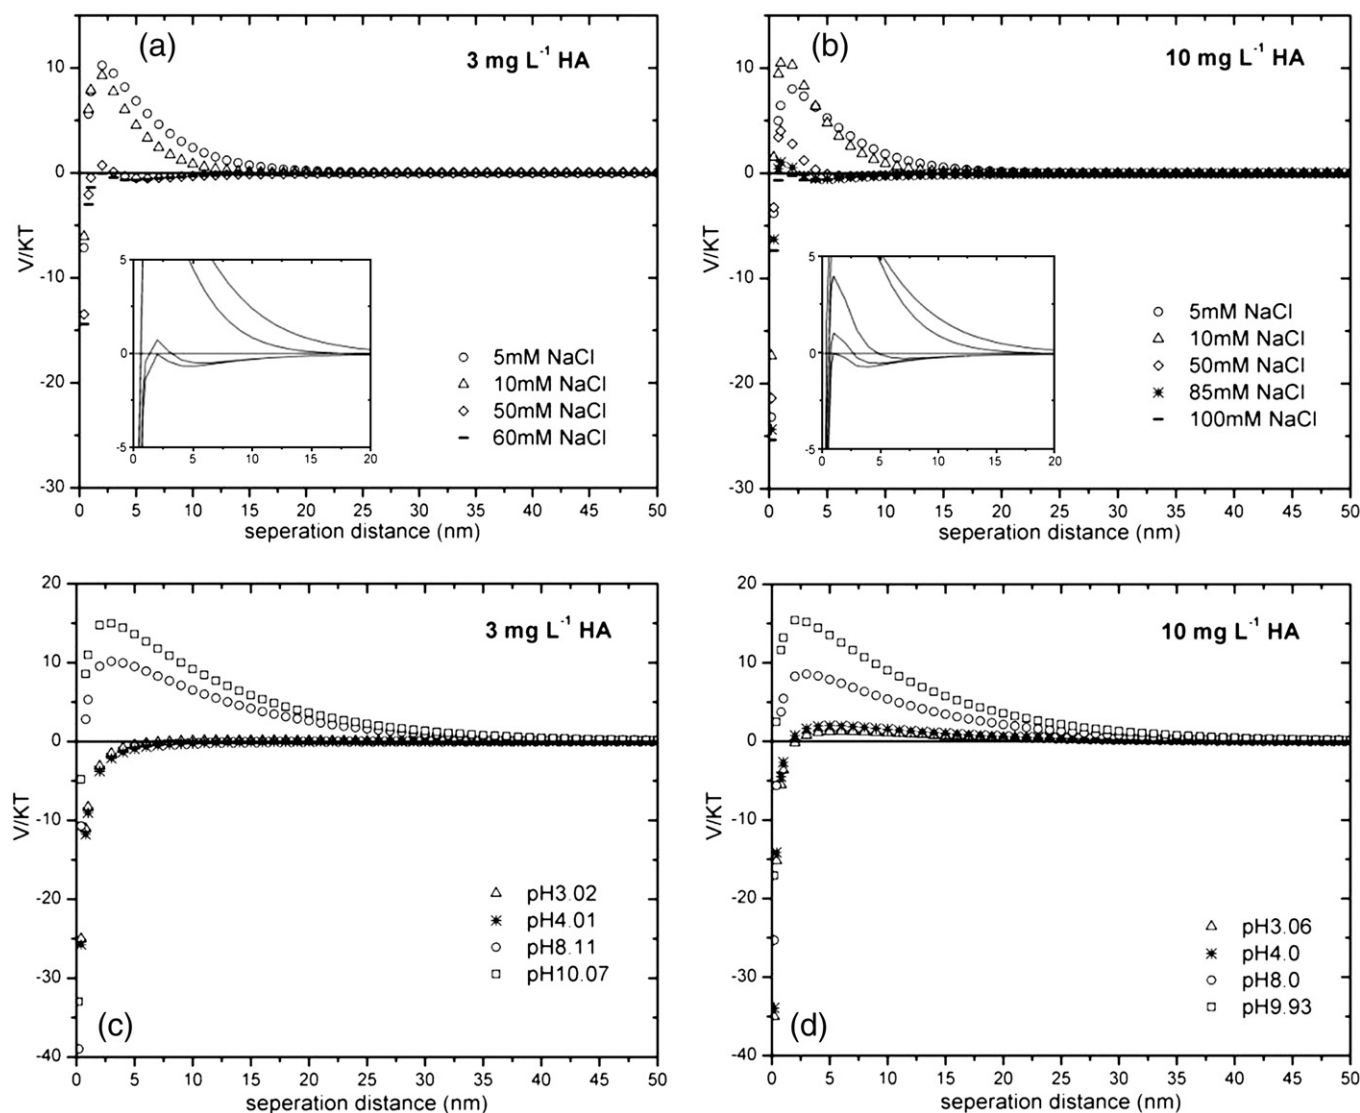 (a)
3 mg L⁻¹ HA
10
0
-10
-20
-30
V/KT
5
0
-5
0 5 10 15 20
5mM NaCl
10mM NaCl
50mM NaCl
60mM NaCl
0 5 10 15 20 25 30 35 40 45 50
seperation distance (nm)
(b)
10 mg L⁻¹ HA
10
0
-10
-20
-30
V/KT
5
0
-5
0 5 10 15 20
5mM NaCl
10mM NaCl
50mM NaCl
85mM NaCl
100mM NaCl
0 5 10 15 20 25 30 35 40 45 50
seperation distance (nm)
3 mg L⁻¹ HA
20
10
0
-10
-20
-30
-40
V/KT
pH3.02
pH4.01
pH8.11
pH10.07
(c)
0 5 10 15 20 25 30 35 40 45 50
seperation distance (nm)
10 mg L⁻¹ HA
20
10
0
-10
-20
-30
-40
V/KT
pH3.06
pH4.0
pH8.0
pH9.93
(d)
0 5 10 15 20 25 30 35 40 45 50
seperation distance (nm)